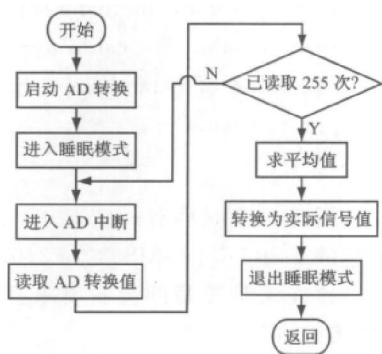 开始
启动 AD 转换
进入睡眠模式
进入 AD 中断
读取 AD 转换值
已读取 255 次?
N
Y
求平均值
转换为实际信号值
退出睡眠模式
返回